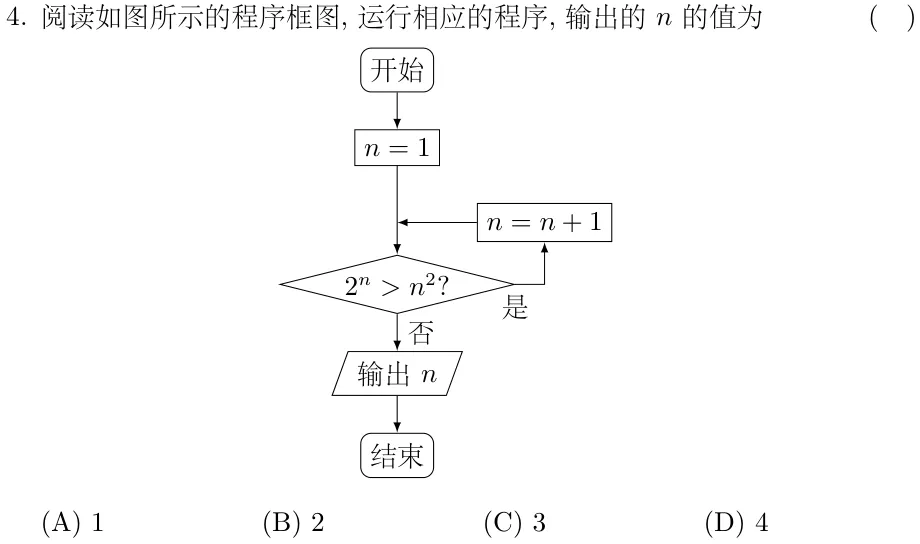 4. 阅读如图所示的程序框图, 运行相应的程序, 输出的 n 的值为 ( )
开始
n = 1
n = n + 1
2ⁿ > n²?
是
否
输出 n
结束
(A) 1 (B) 2 (C) 3 (D) 4